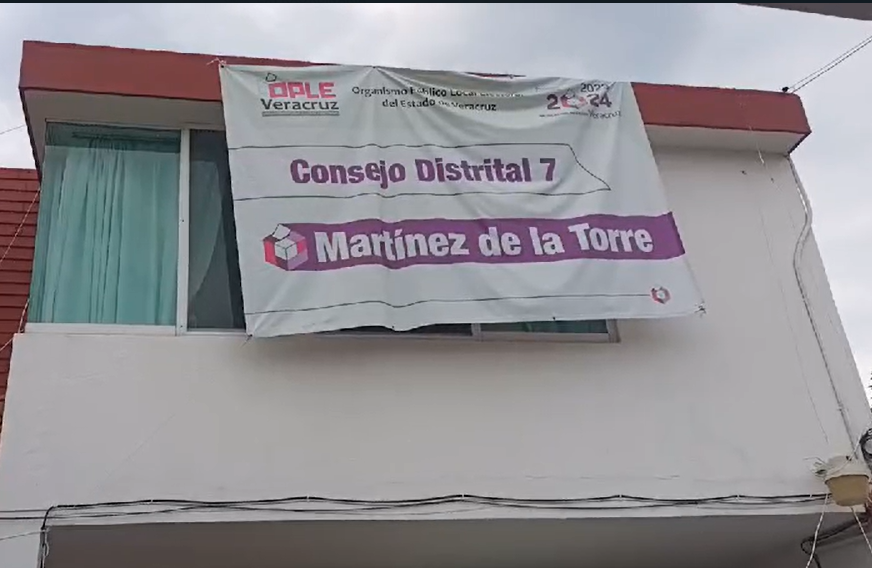 OPLE
Veracruz
Organismo Público Local Electoral
del Estado de Veracruz
2024
Veracruz
Consejo Distrital 7
Martínez de la Torre